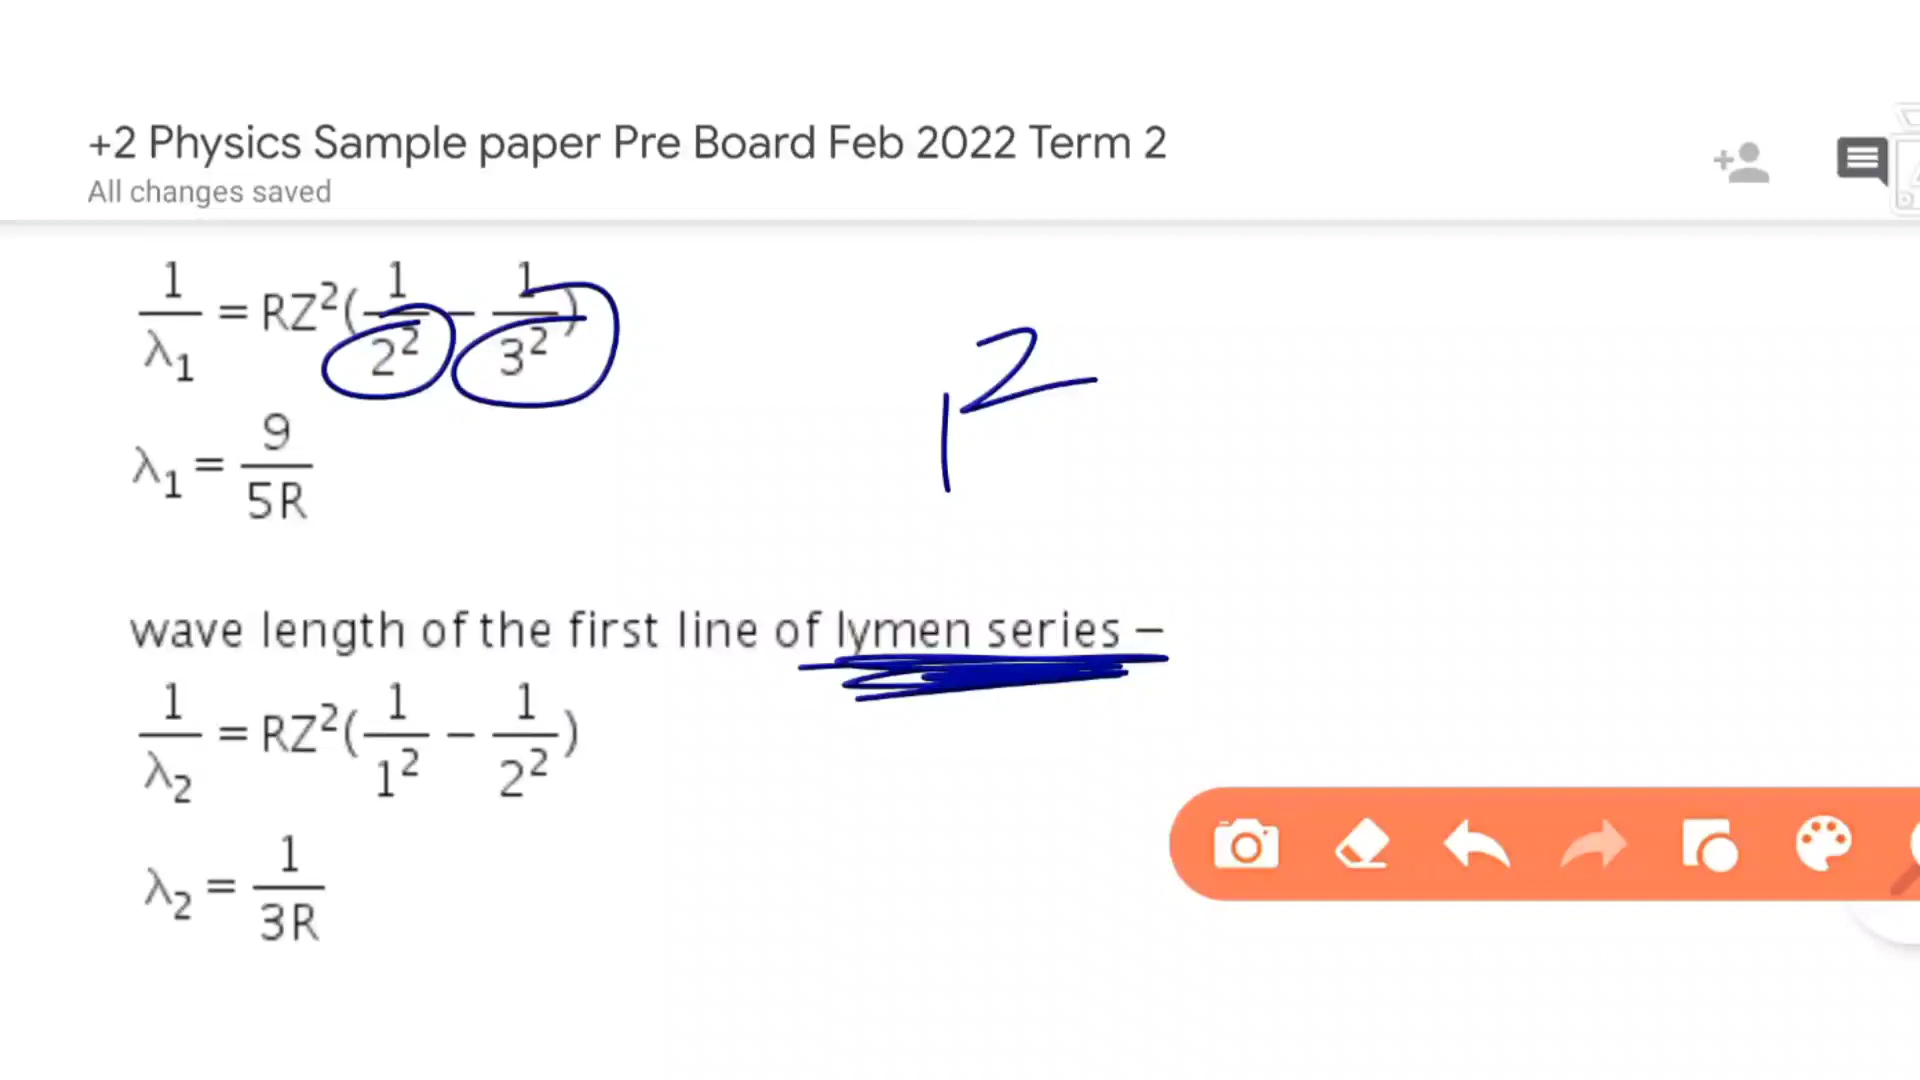 +2 Physics Sample paper Pre Board Feb 2022 Term 2
All changes saved
1/λ₁ = RZ²(1/2² − 1/3²)
1²
λ₁ = 9/5R
wave length of the first line of lymen series –
1/λ₂ = RZ²(1/1² − 1/2²)
λ₂ = 1/3R